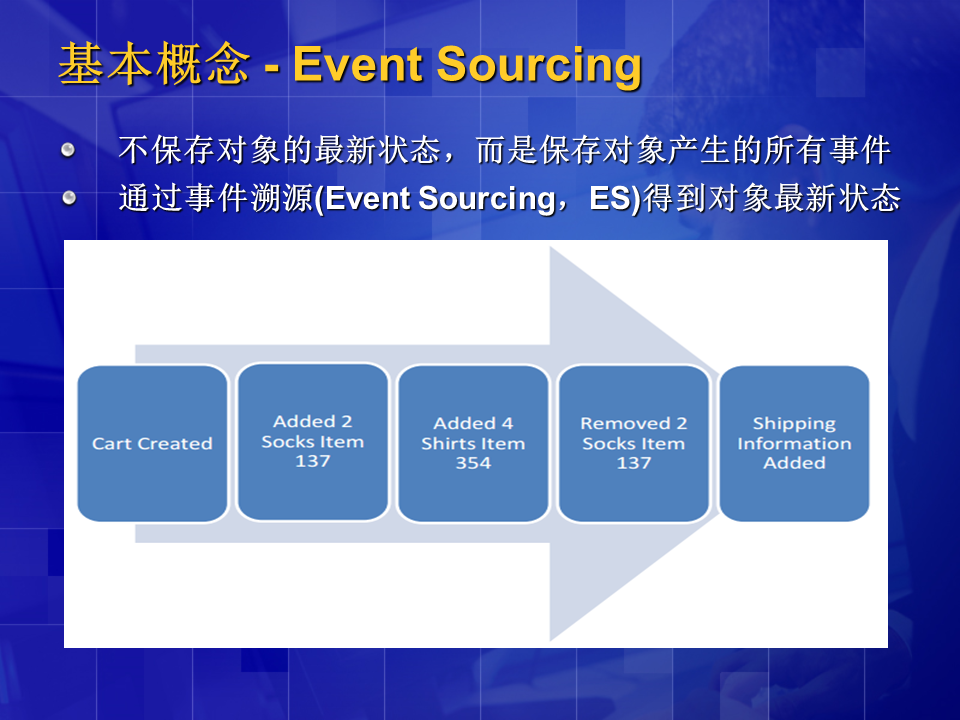 基本概念 - Event Sourcing
不保存对象的最新状态，而是保存对象产生的所有事件
通过事件溯源(Event Sourcing，ES)得到对象最新状态
Cart Created
Added 2
Socks Item
137
Added 4
Shirts Item
354
Removed 2
Socks Item
137
Shipping
Information
Added